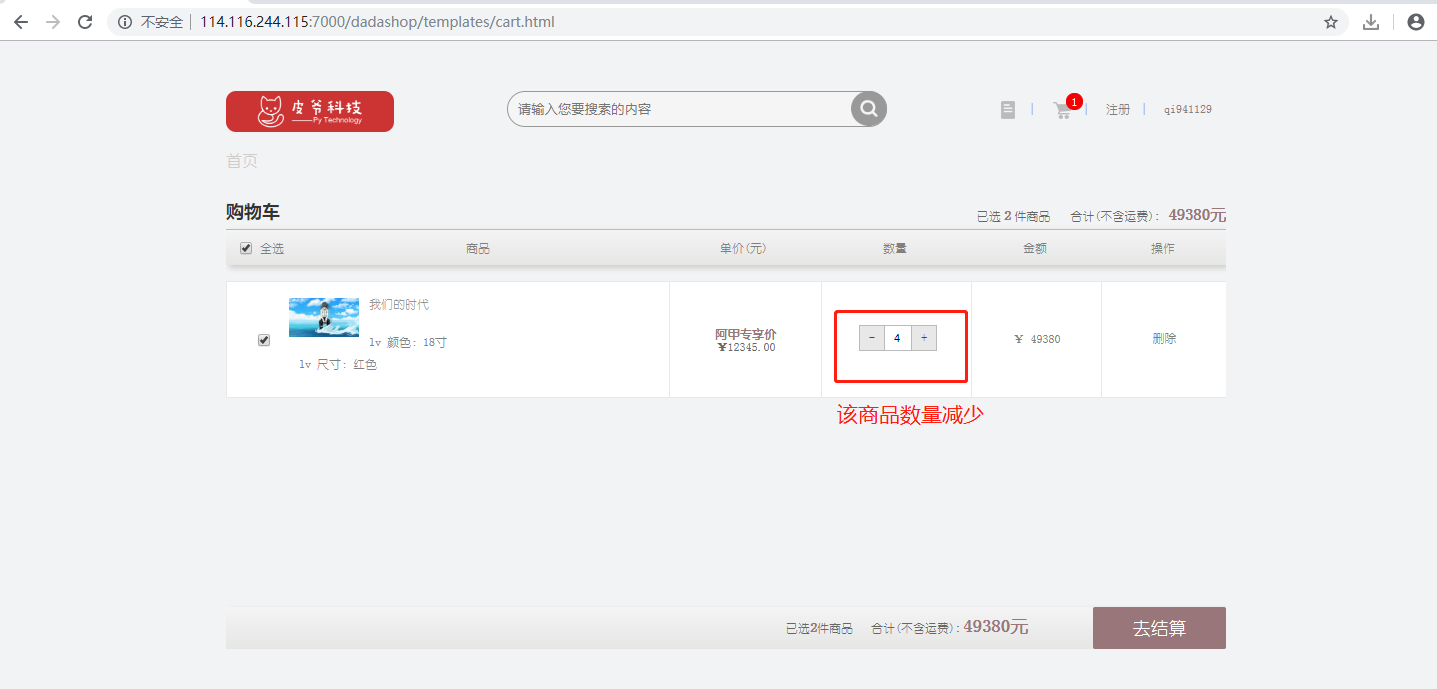 不安全 114.116.244.115:7000/dadashop/templates/cart.html
皮爷科技
Py Technology
请输入您要搜索的内容
1
注册
qi941129
首页
购物车
已选 2 件商品 合计(不含运费): 49380元
全选 商品 单价(元) 数量 金额 操作
我们的时代
lv 颜色: 18寸
lv 尺寸: 红色
阿甲专享价
¥12345.00
- 4 +
¥ 49380
删除
该商品数量减少
已选2件商品 合计(不含运费): 49380元
去结算